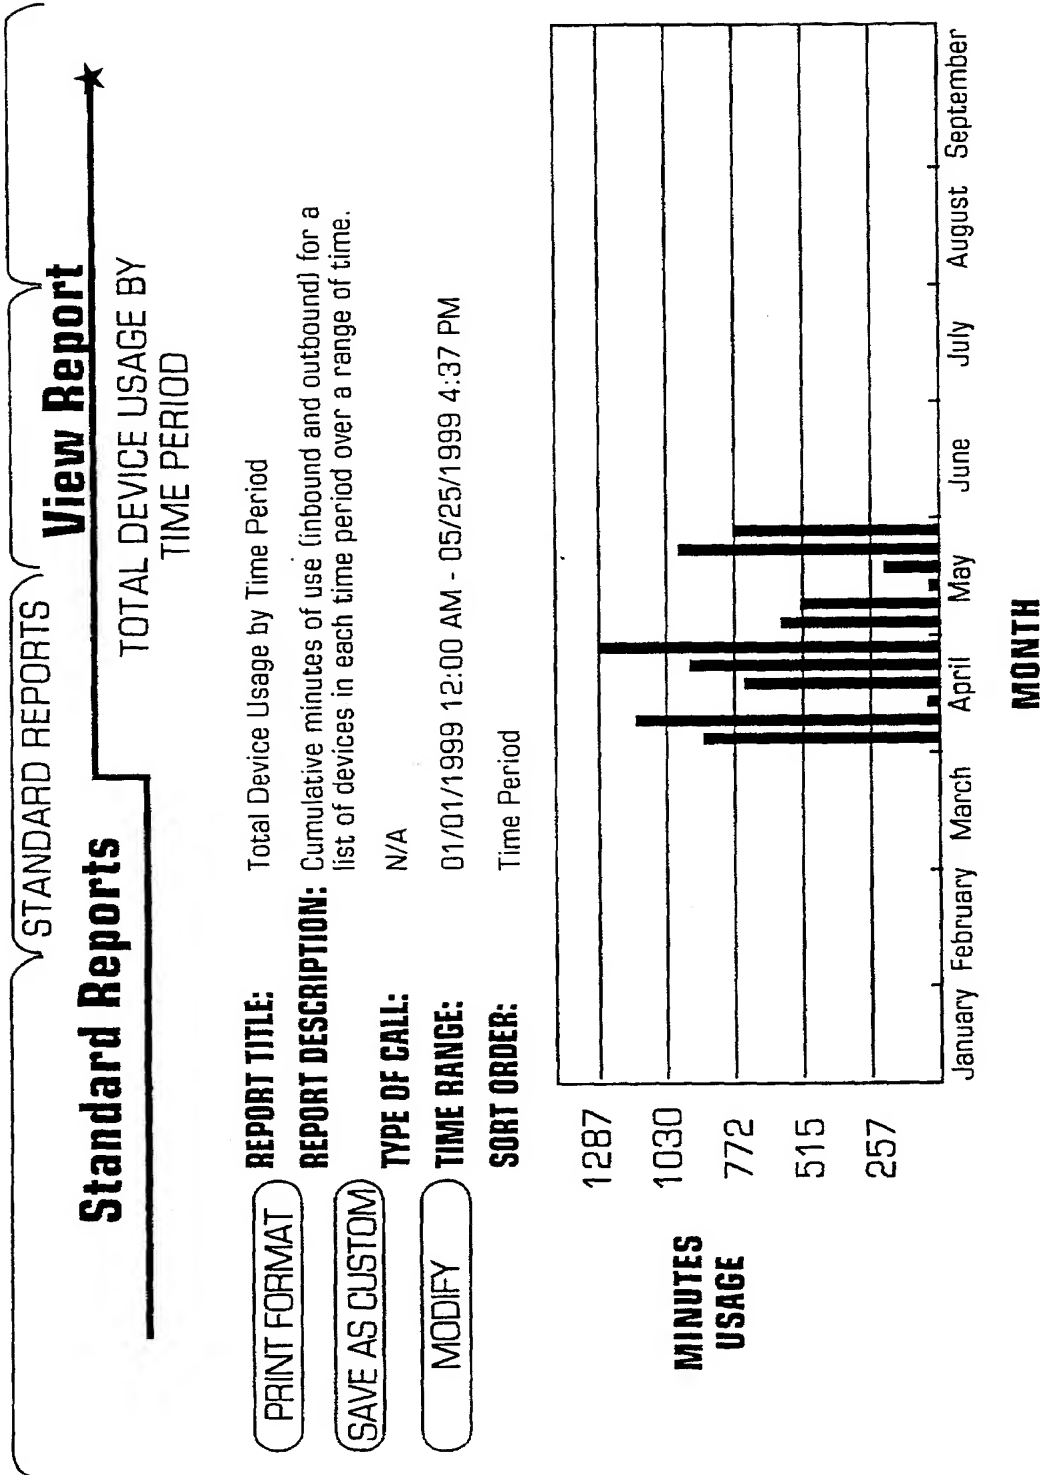 STANDARD REPORTS
Standard Reports
View Report
TOTAL DEVICE USAGE BY
TIME PERIOD
PRINT FORMAT
SAVE AS CUSTOM
MODIFY
REPORT TITLE: Total Device Usage by Time Period
REPORT DESCRIPTION: Cumulative minutes of use (inbound and outbound) for a
list of devices in each time period over a range of time.
TYPE OF CALL: N/A
TIME RANGE: 01/01/1999 12:00 AM - 05/25/1999 4:37 PM
SORT ORDER: Time Period
MINUTES
USAGE
1287
1030
772
515
257
January February March April May June July August September
MONTH